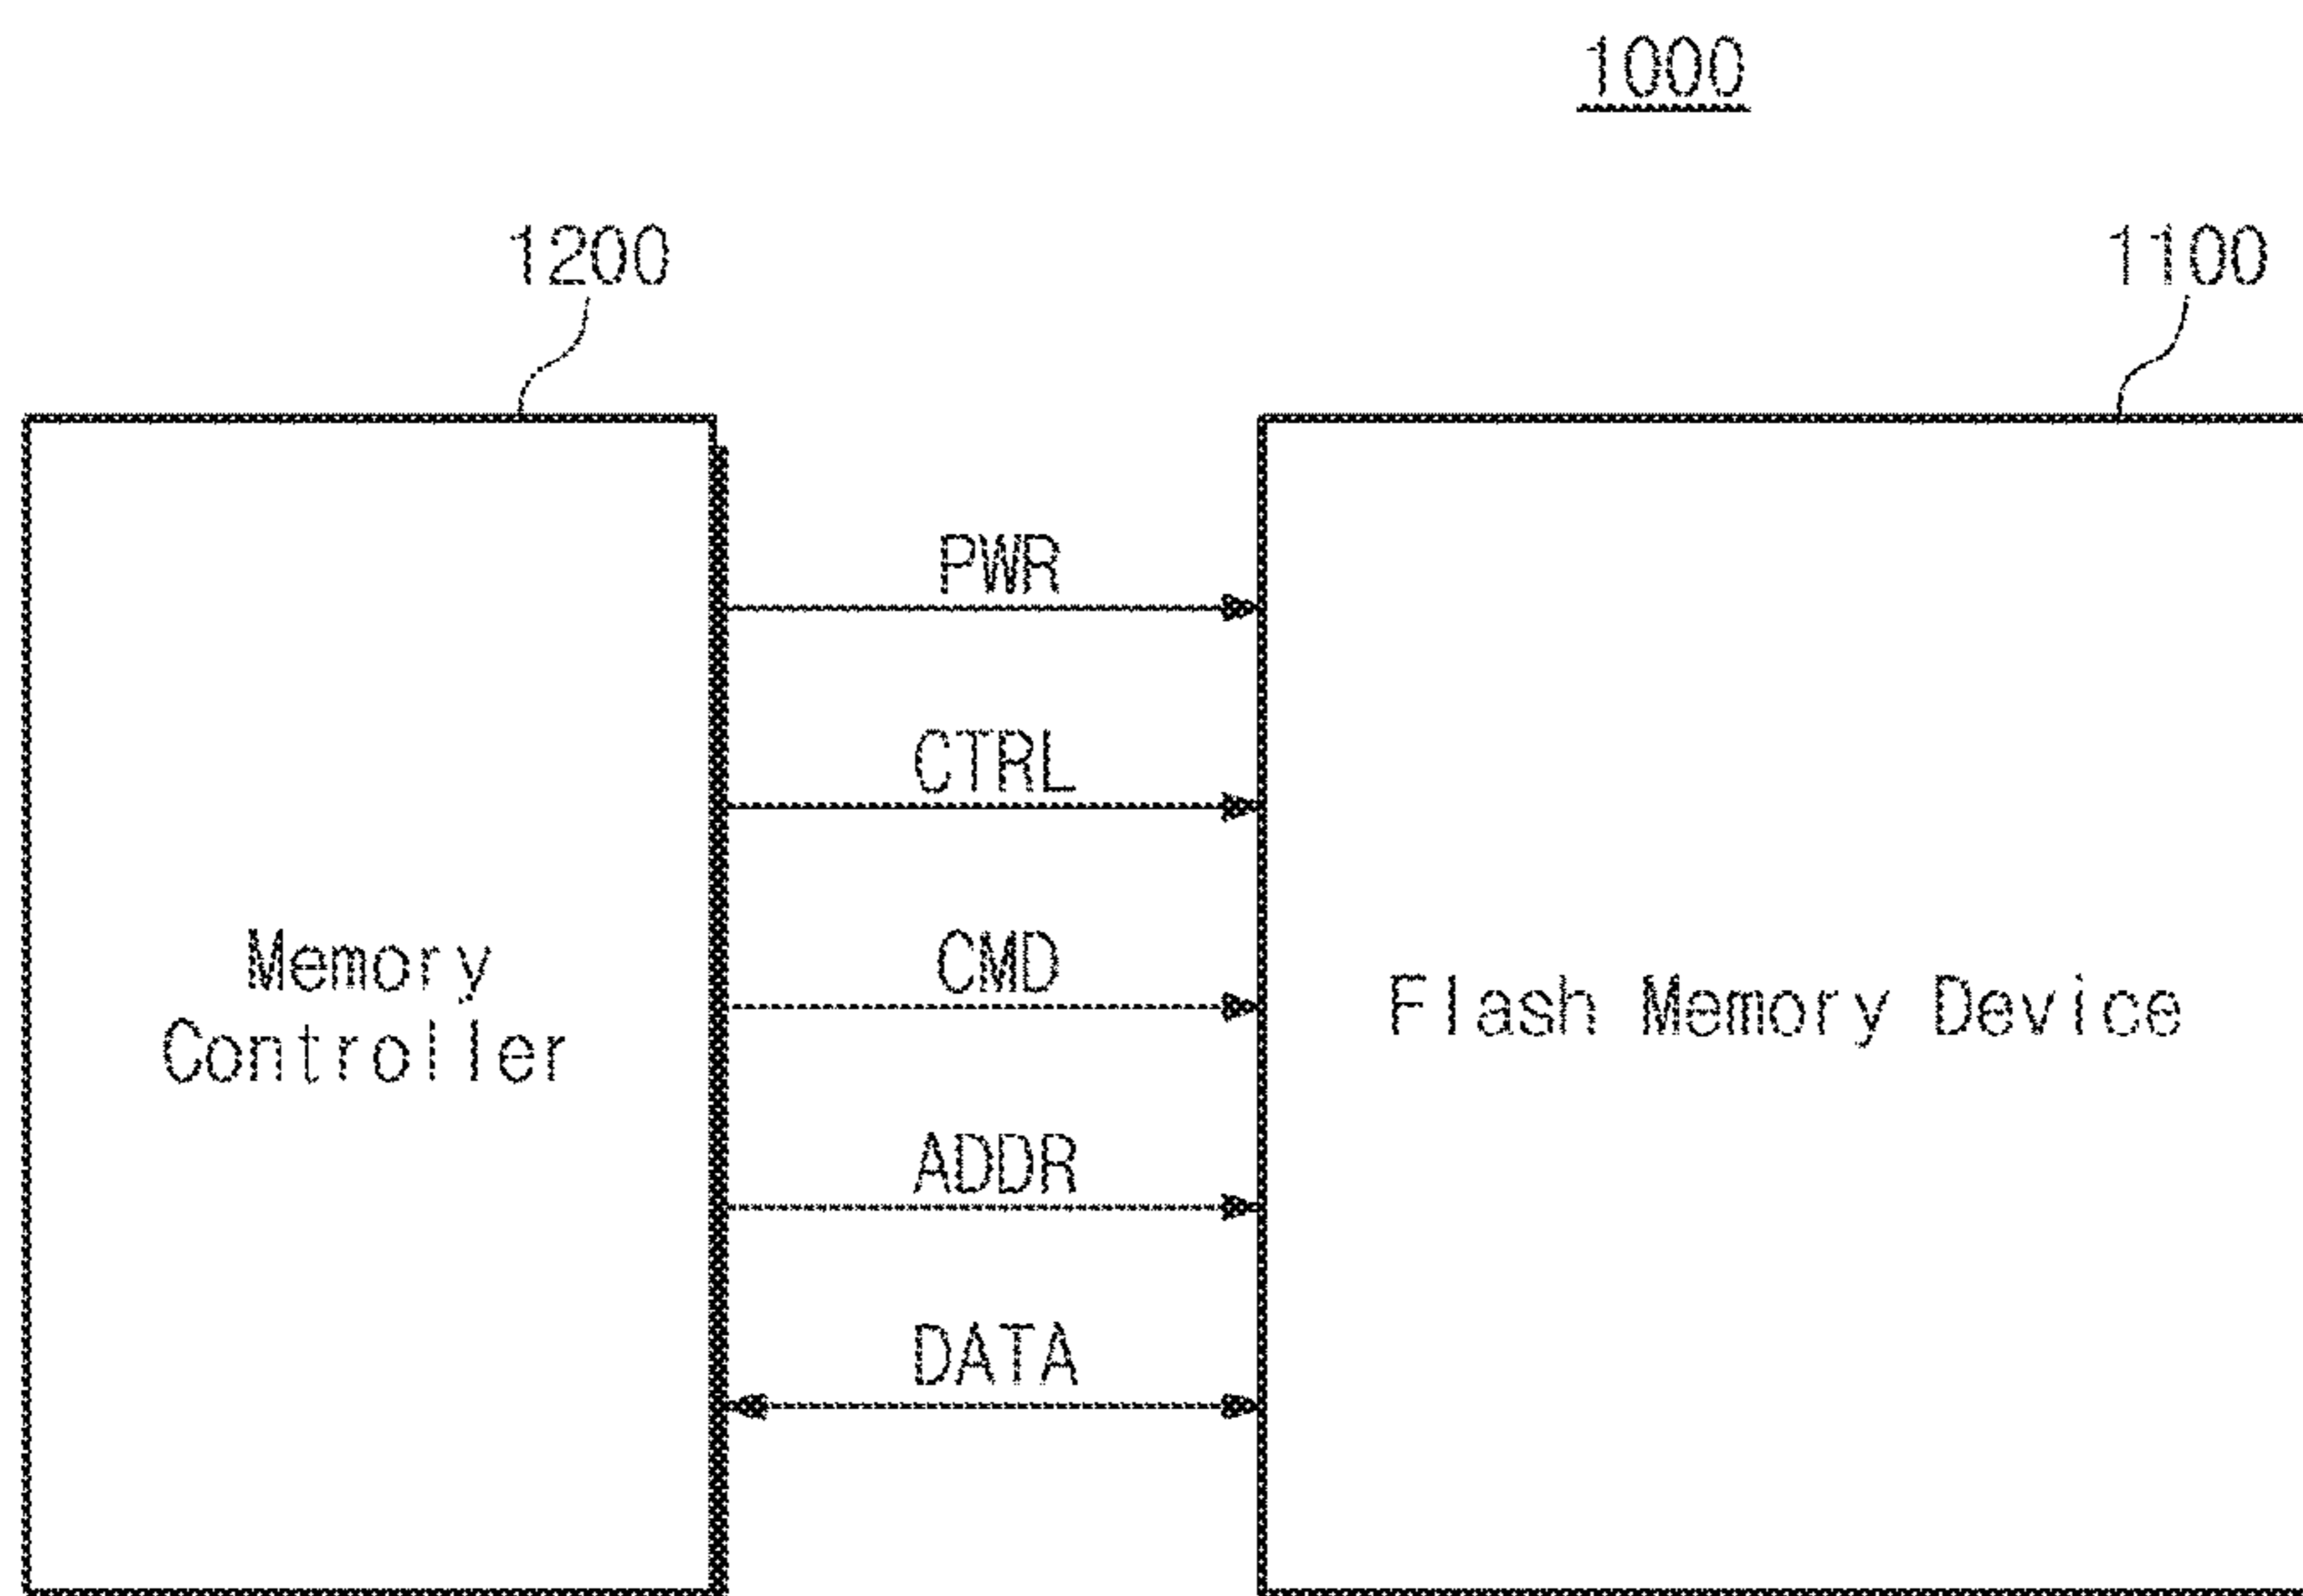 1000
1200
1100
PWR
CTRL
CMD
ADDR
DATA
Memory
Controller
Flash Memory Device